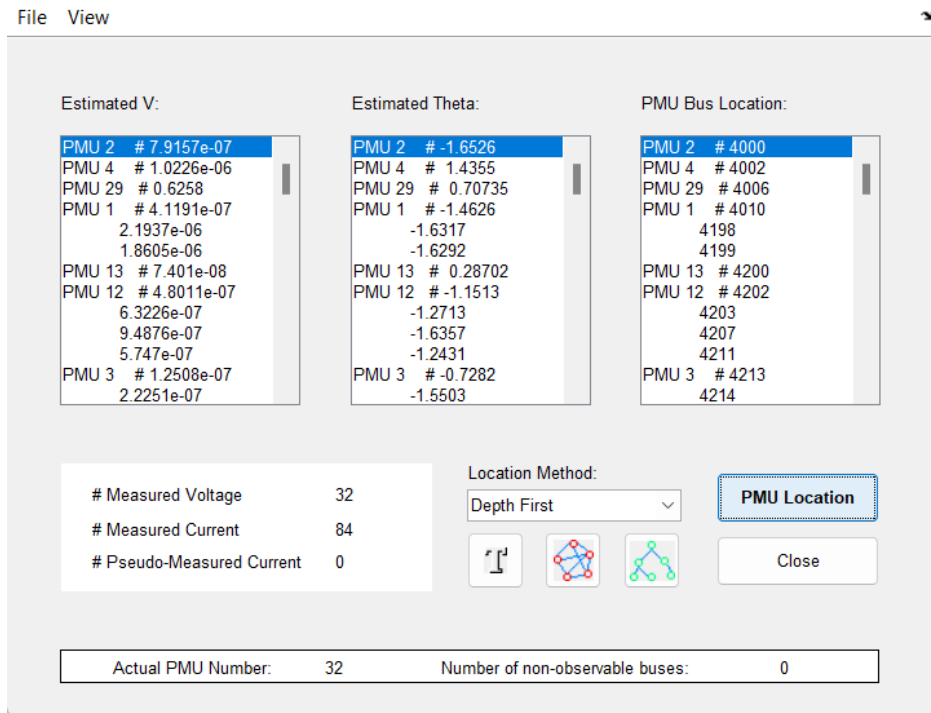 File View
Estimated V:
PMU 2 # 7.9157e-07
PMU 4 # 1.0226e-06
PMU 29 # 0.6258
PMU 1 # 4.1191e-07
2.1937e-06
1.8605e-06
PMU 13 # 7.401e-08
PMU 12 # 4.8011e-07
6.3226e-07
9.4876e-07
5.747e-07
PMU 3 # 1.2508e-07
2.2251e-07
Estimated Theta:
PMU 2 # -1.6526
PMU 4 # 1.4355
PMU 29 # 0.70735
PMU 1 # -1.4626
-1.6317
-1.6292
PMU 13 # 0.28702
PMU 12 # -1.1513
-1.2713
-1.6357
-1.2431
PMU 3 # -0.7282
-1.5503
PMU Bus Location:
PMU 2 # 4000
PMU 4 # 4002
PMU 29 # 4006
PMU 1 # 4010
4198
4199
PMU 13 # 4200
PMU 12 # 4202
4203
4207
4211
PMU 3 # 4213
4214
# Measured Voltage 32
# Measured Current 84
# Pseudo-Measured Current 0
Location Method:
Depth First
PMU Location
Close
Actual PMU Number: 32 Number of non-observable buses: 0